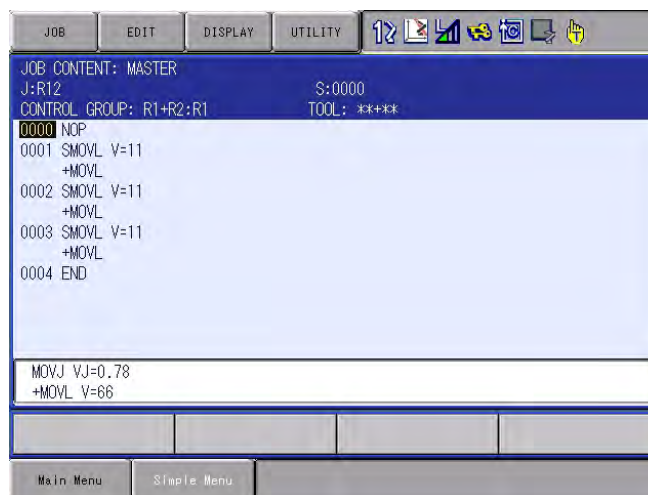 JOB EDIT DISPLAY UTILITY
JOB CONTENT: MASTER
J:R12 S:0000
CONTROL GROUP: R1+R2:R1 TOOL: **+**
0000 NOP
0001 SMOVL V=11
+MOVL
0002 SMOVL V=11
+MOVL
0003 SMOVL V=11
+MOVL
0004 END
MOVJ VJ=0.78
+MOVL V=66
Main Menu Simple Menu